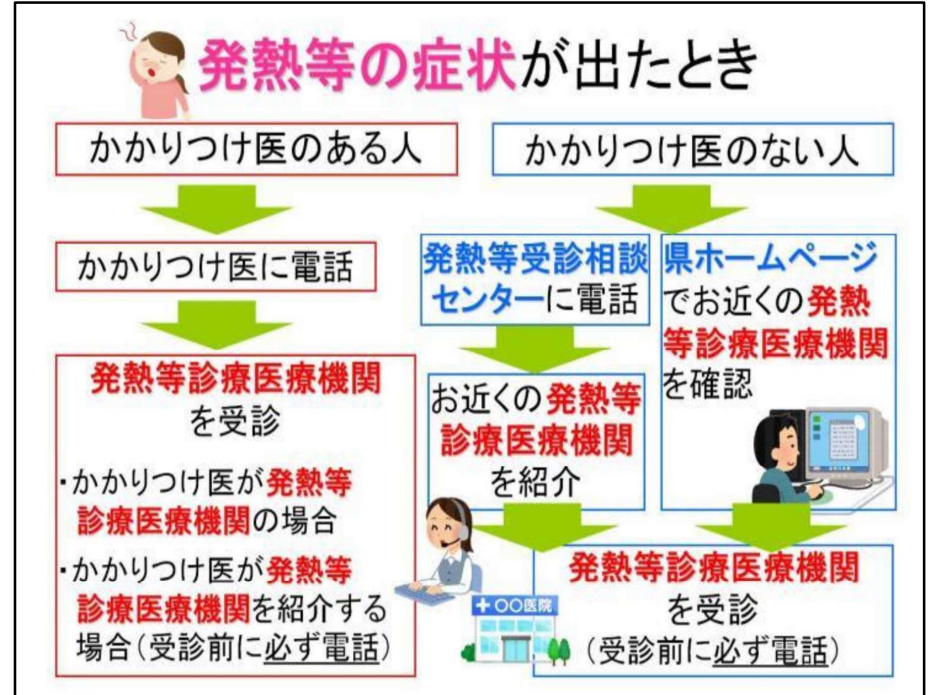 発熱等の症状が出たとき
かかりつけ医のある人
かかりつけ医に電話
発熱等診療医療機関
を受診
・かかりつけ医が発熱等
診療医療機関の場合
・かかりつけ医が発熱等
診療医療機関を紹介する
場合(受診前に必ず電話)
かかりつけ医のない人
発熱等受診相談
センターに電話
お近くの発熱等
診療医療機関
を紹介
県ホームページ
でお近くの発熱
等診療医療機関
を確認
+〇〇医院
発熱等診療医療機関
を受診
(受診前に必ず電話)